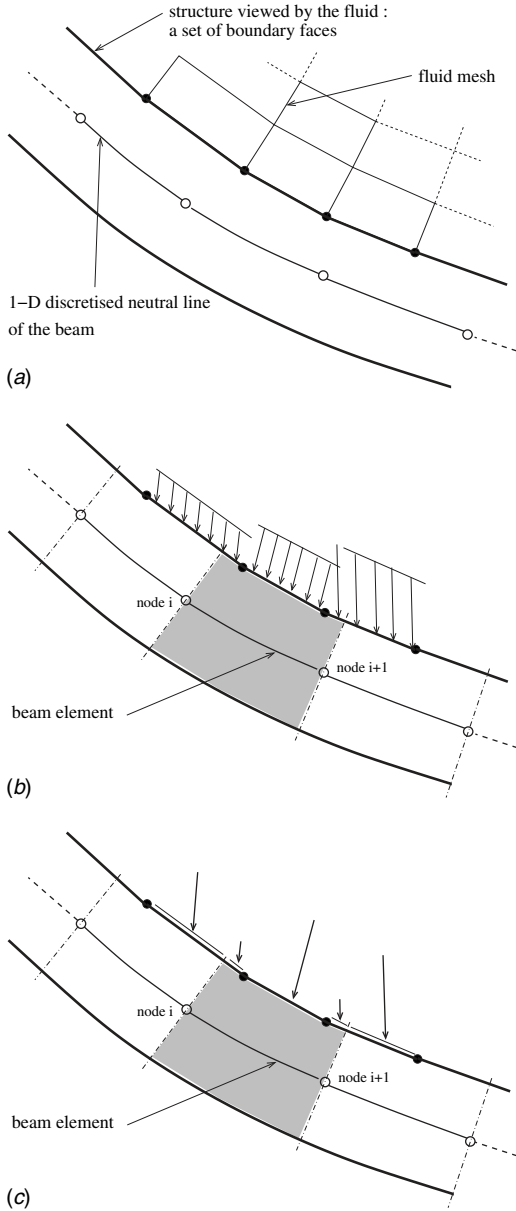 structure viewed by the fluid :
a set of boundary faces
fluid mesh
1−D discretised neutral line
of the beam
(a)
node i
node i+1
beam element
(b)
node i
node i+1
beam element
(c)